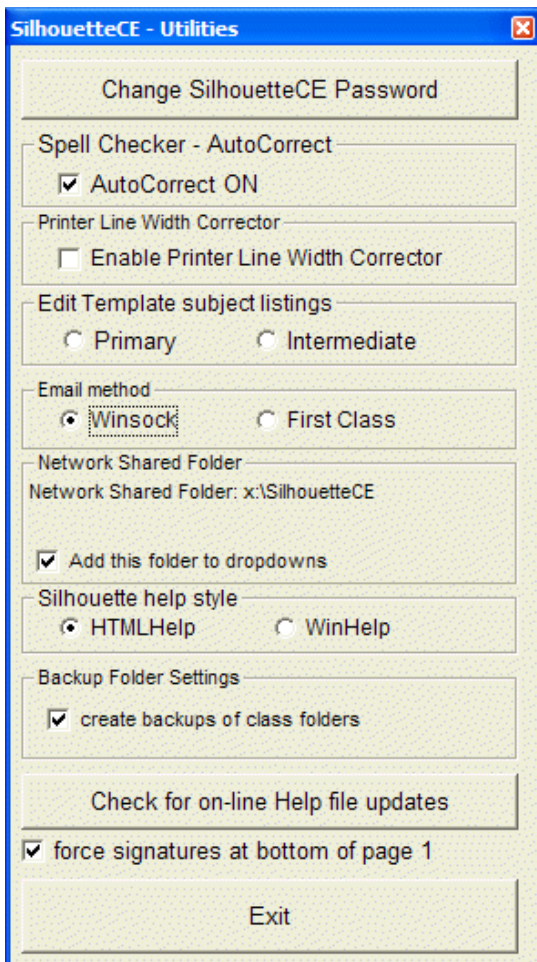 SilhouetteCE - Utilities
Change SilhouetteCE Password
Spell Checker - AutoCorrect
AutoCorrect ON
Printer Line Width Corrector
Enable Printer Line Width Corrector
Edit Template subject listings
Primary Intermediate
Email method
Winsock First Class
Network Shared Folder
Network Shared Folder: x:\SilhouetteCE
Add this folder to dropdowns
Silhouette help style
HTMLHelp WinHelp
Backup Folder Settings
create backups of class folders
Check for on-line Help file updates
force signatures at bottom of page 1
Exit